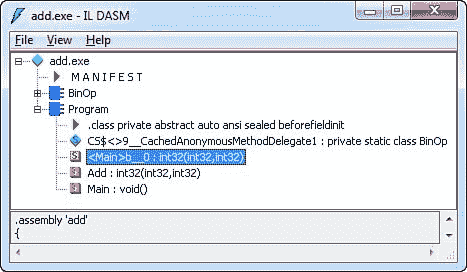 add.exe - IL DASM
File View Help
add.exe
M A N I F E S T
BinOp
Program
.class private abstract auto ansi sealed beforefieldinit
CS$<>9__CachedAnonymousMethodDelegate1 : private static class BinOp
<Main>b__0 : int32(int32,int32)
Add : int32(int32,int32)
Main : void()
.assembly 'add'
{